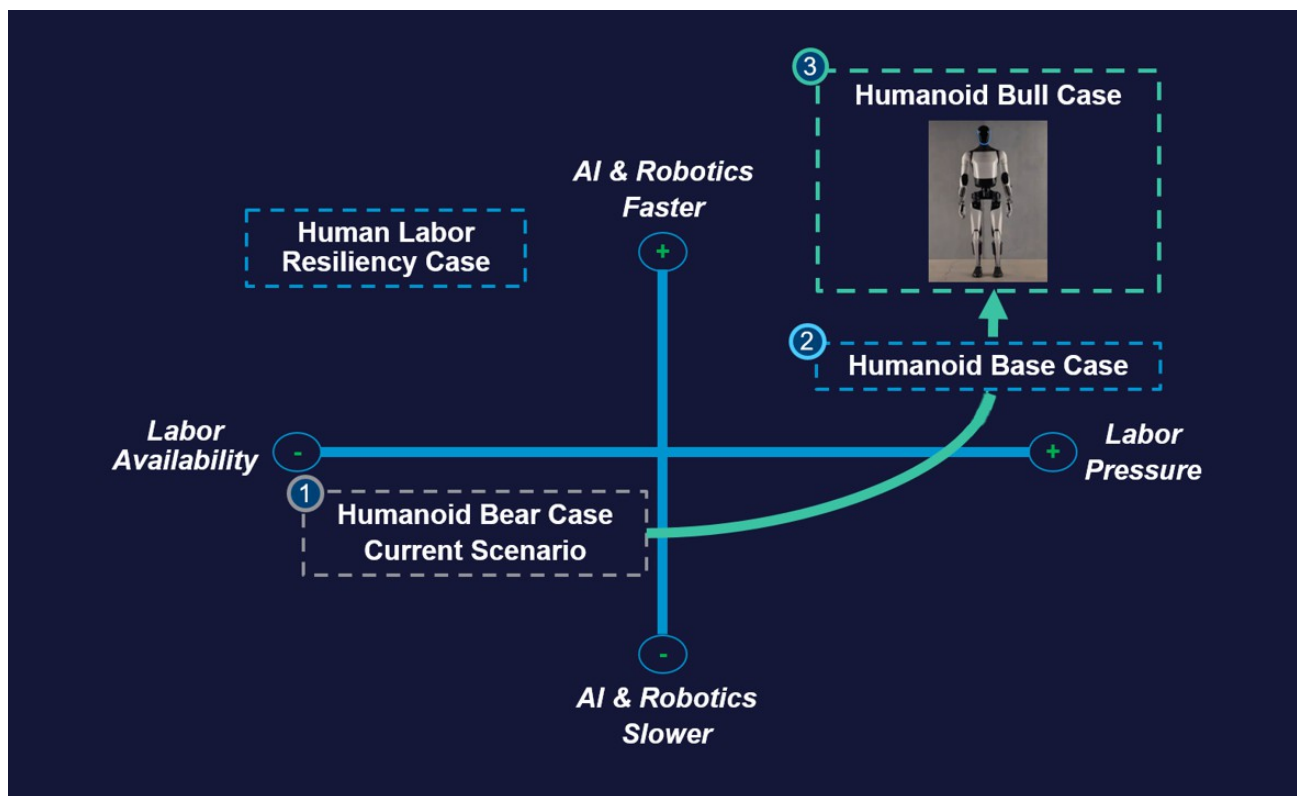 3
Humanoid Bull Case
AI & Robotics
Faster
+
Human Labor
Resiliency Case
2
Humanoid Base Case
Labor
Availability
-
+
Labor
Pressure
1
Humanoid Bear Case
Current Scenario
-
AI & Robotics
Slower